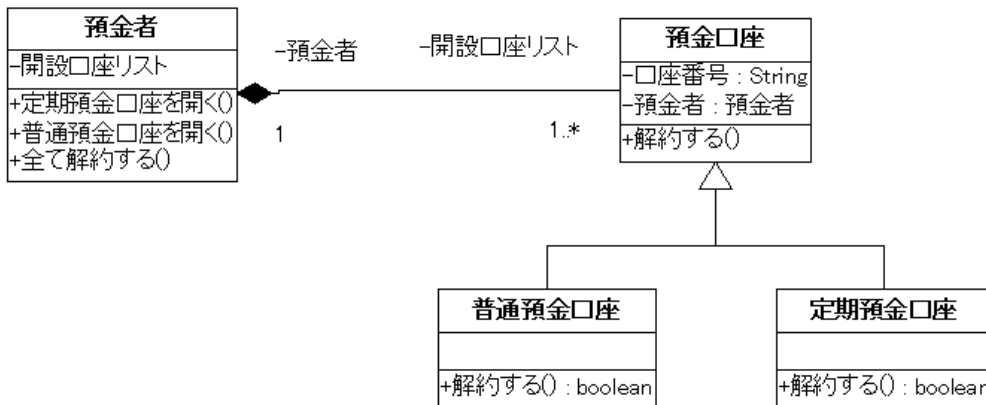 預金者
-開設口座リスト
+定期預金口座を開く()
+普通預金口座を開く()
+全て解約する()
-預金者
-開設口座リスト
1
1..*
預金口座
-口座番号 : String
-預金者 : 預金者
+解約する()
普通預金口座
+解約する() : boolean
定期預金口座
+解約する() : boolean